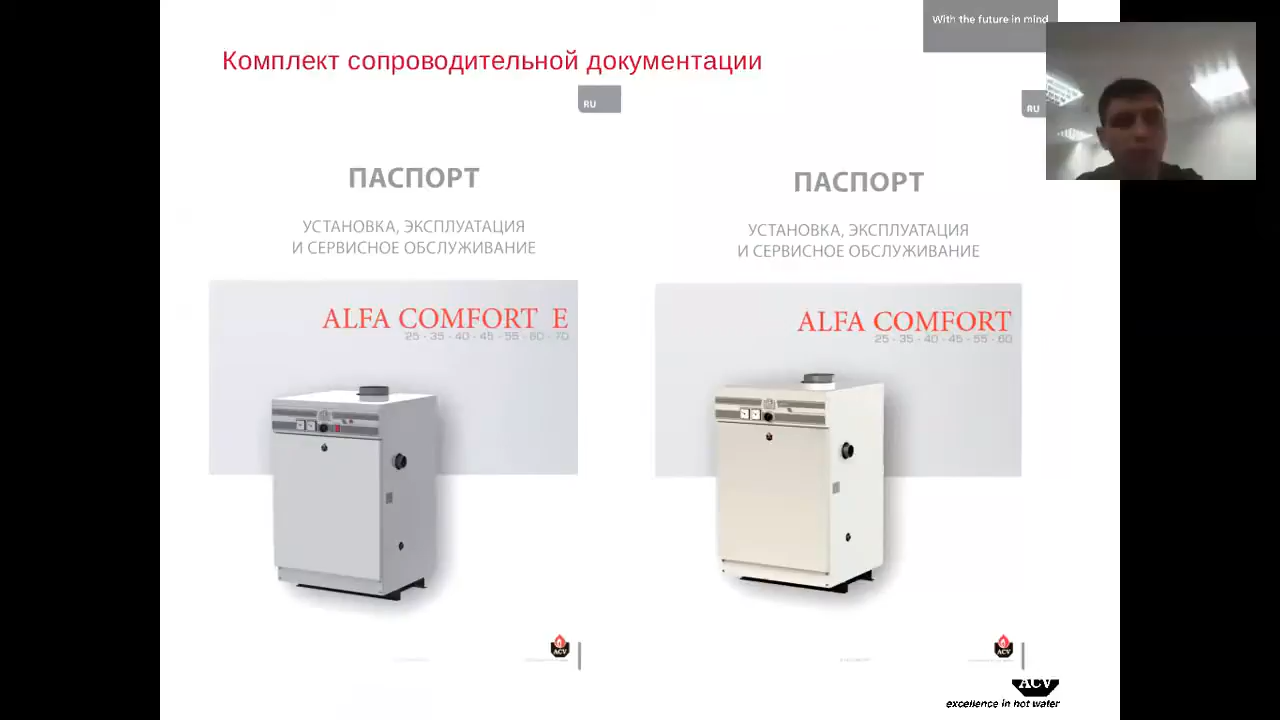 With the future in mind
Комплект сопроводительной документации
RU
ПАСПОРТ
УСТАНОВКА, ЭКСПЛУАТАЦИЯ
И СЕРВИСНОЕ ОБСЛУЖИВАНИЕ
ALFA COMFORT E
25 - 35 - 40 - 45 - 55 - 60 - 70
ACV
RU
ПАСПОРТ
УСТАНОВКА, ЭКСПЛУАТАЦИЯ
И СЕРВИСНОЕ ОБСЛУЖИВАНИЕ
ALFA COMFORT
25 - 35 - 40 - 45 - 55 - 60
ACV
ACV
excellence in hot water